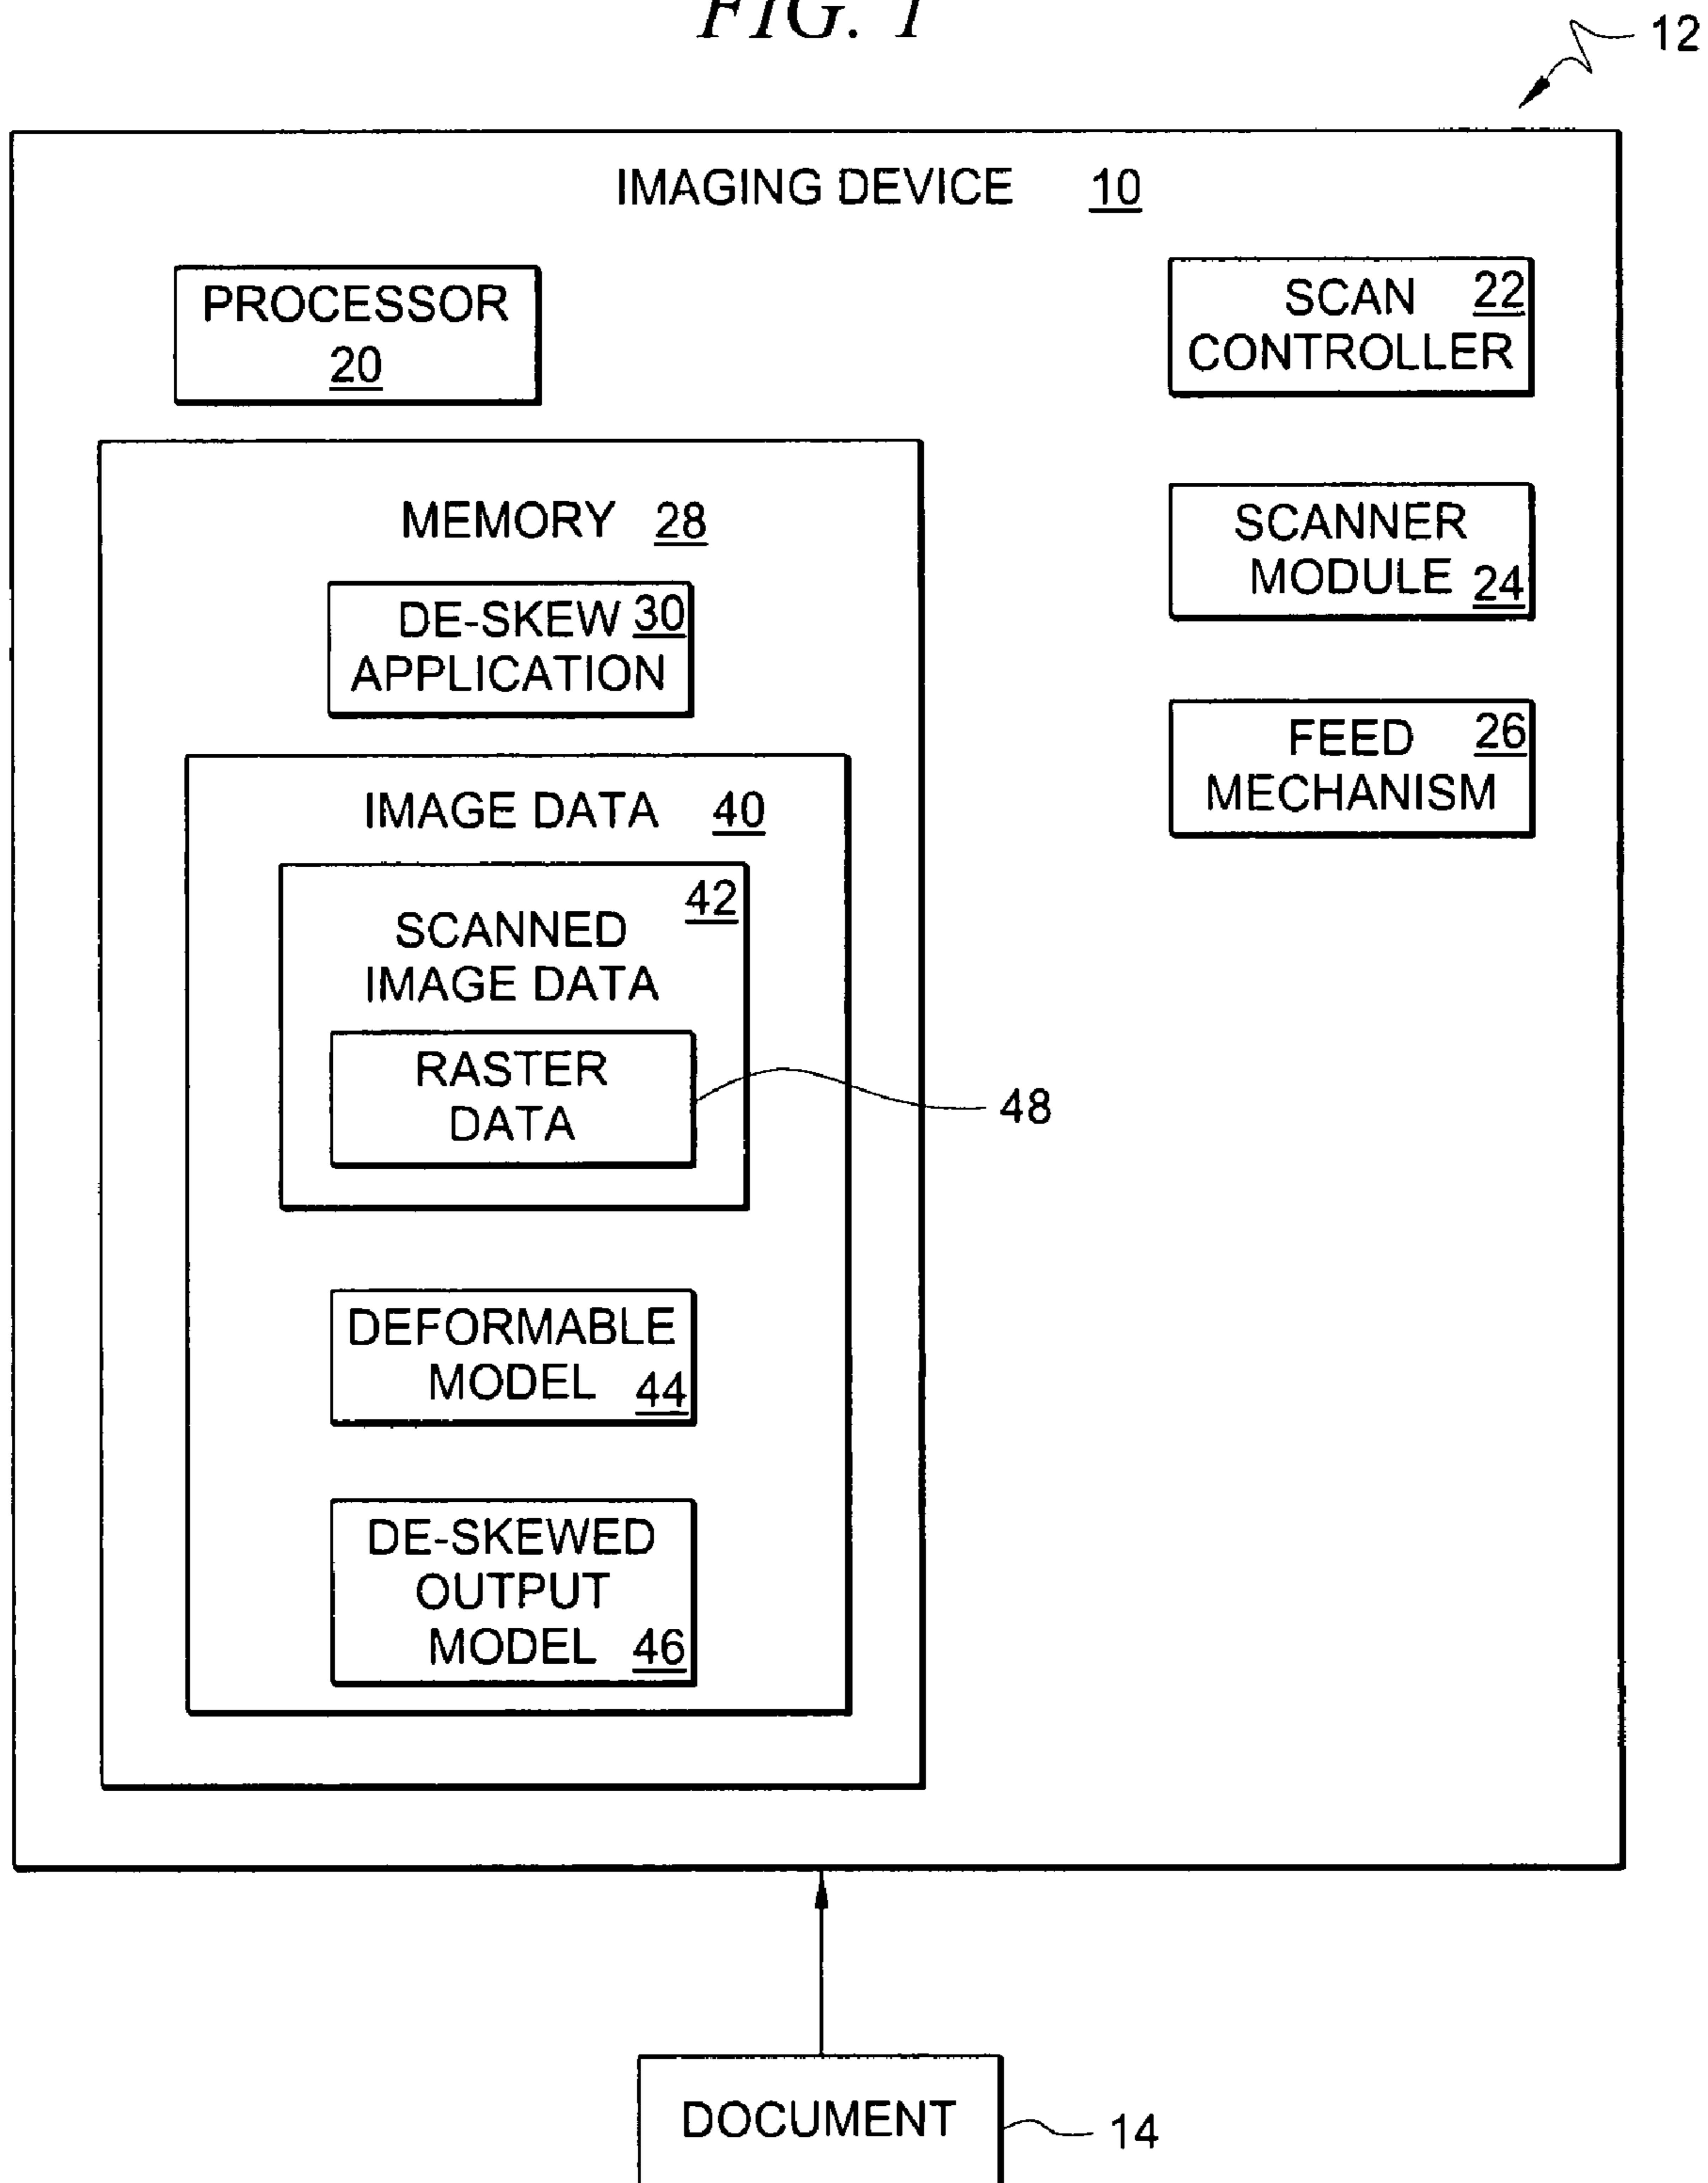 FIG. 1
12
IMAGING DEVICE 10
PROCESSOR
20
SCAN 22
CONTROLLER
MEMORY 28
SCANNER
MODULE 24
DE-SKEW 30
APPLICATION
FEED 26
MECHANISM
IMAGE DATA 40
42
SCANNED
IMAGE DATA
RASTER
DATA
48
DEFORMABLE
MODEL 44
DE-SKEWED
OUTPUT
MODEL 46
DOCUMENT
14